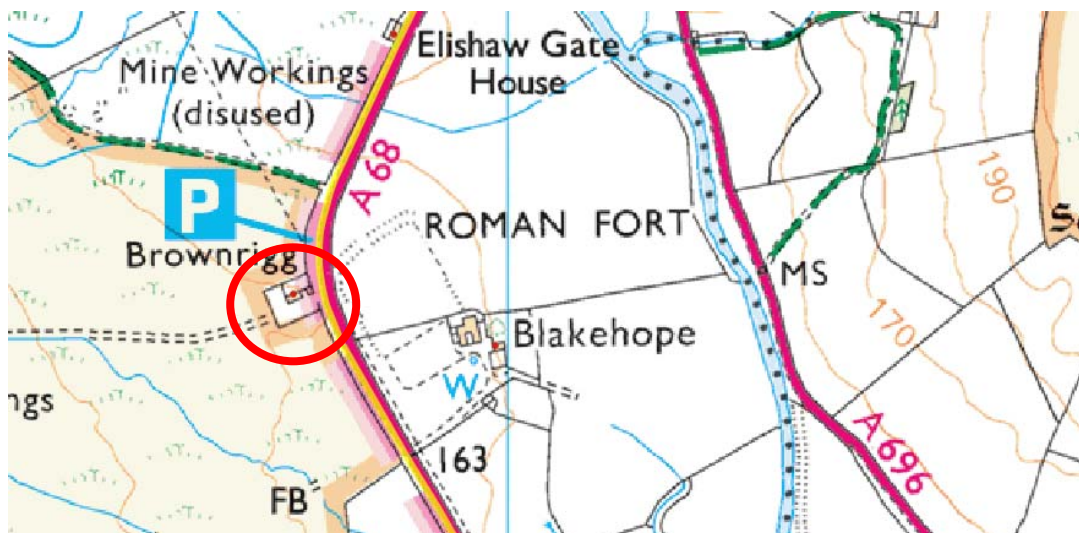 Elishaw Gate
House
Mine Workings
(disused)
A 68
P
ROMAN FORT
Brownrigg
MS
190
170
Blakehope
W
ngs
163
FB
A 696